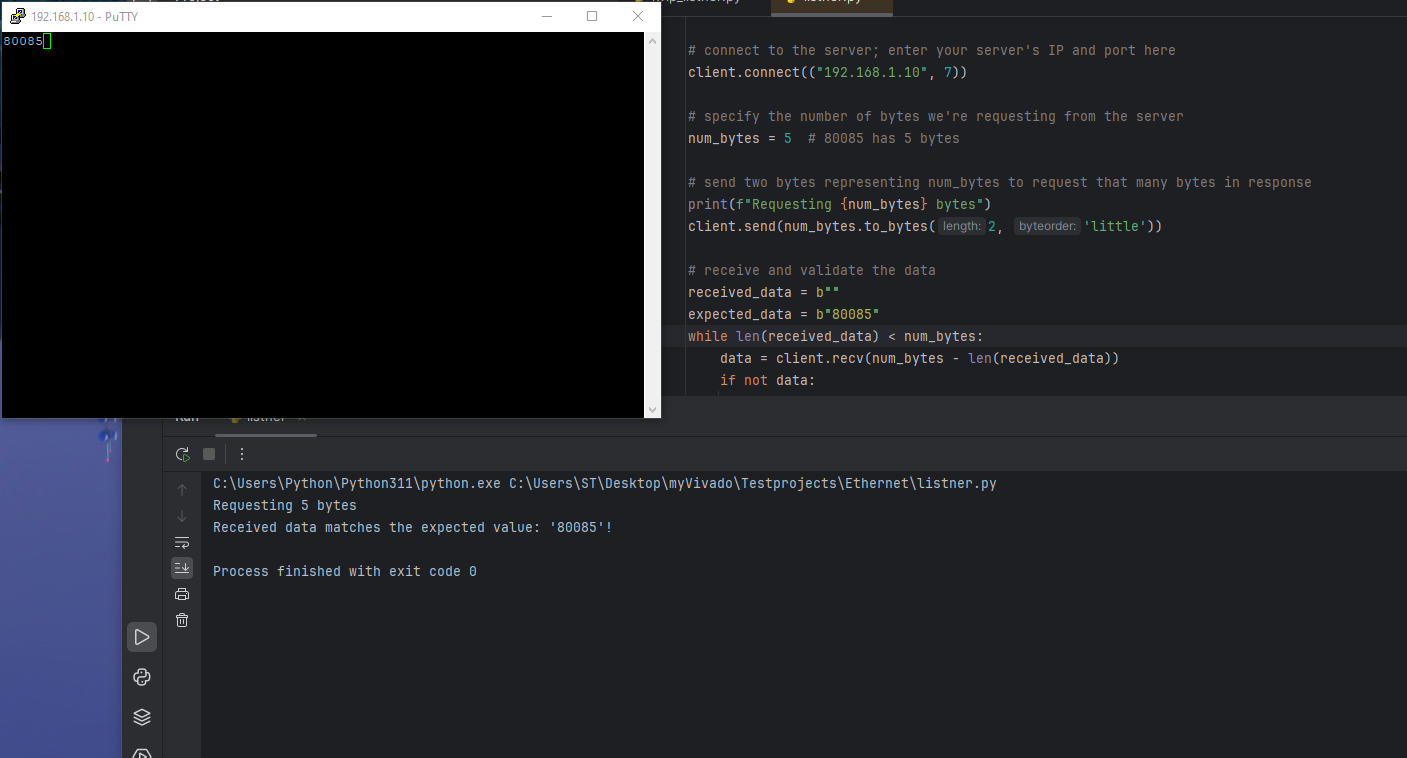 192.168.1.10 - PuTTY
80085
listner.py
# connect to the server; enter your server's IP and port here
client.connect(("192.168.1.10", 7))
# specify the number of bytes we're requesting from the server
num_bytes = 5  # 80085 has 5 bytes
# send two bytes representing num_bytes to request that many bytes in response
print(f"Requesting {num_bytes} bytes")
client.send(num_bytes.to_bytes( length: 2, byteorder: 'little'))
# receive and validate the data
received_data = b""
expected_data = b"80085"
while len(received_data) < num_bytes:
    data = client.recv(num_bytes - len(received_data))
    if not data:
Run listner
C:\Users\Python\Python311\python.exe C:\Users\ST\Desktop\myVivado\Testprojects\Ethernet\listner.py
Requesting 5 bytes
Received data matches the expected value: '80085'!
Process finished with exit code 0